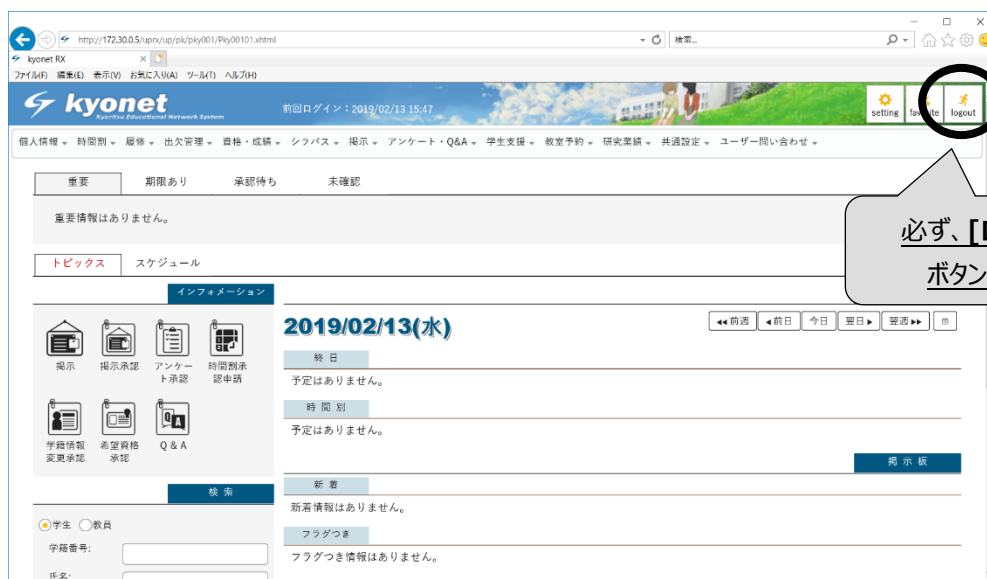 http://172.30.0.5/uprx/up/pk/pky001/Pky00101.xhtml
検索...
kyonet RX
ファイル(F) 編集(E) 表示(V) お気に入り(A) ツール(T) ヘルプ(H)
kyonet
Kyoritsu Educational Network System
前回ログイン：2019/02/13 15:47
setting
logout
個人情報 時間割 履修 出欠管理 資格・成績 シラバス 掲示 アンケート・Q&A 学生支援 教室予約 研究業績 共通設定 ユーザー問い合わせ
重要 期限あり 承認待ち 未確認
重要情報はありません。
必ず、
ボタン
トピックス スケジュール
インフォメーション
掲示 掲示承認 アンケート承認 時間割承認申請
学籍情報変更承認 希望資格承認 Q & A
検索
学生 教員
学籍番号:
氏名:
2019/02/13(水)
前週 前日 今日 翌日 翌週
終日
予定はありません。
時間別
予定はありません。
掲示板
新着
新着情報はありません。
フラグつき
フラグつき情報はありません。